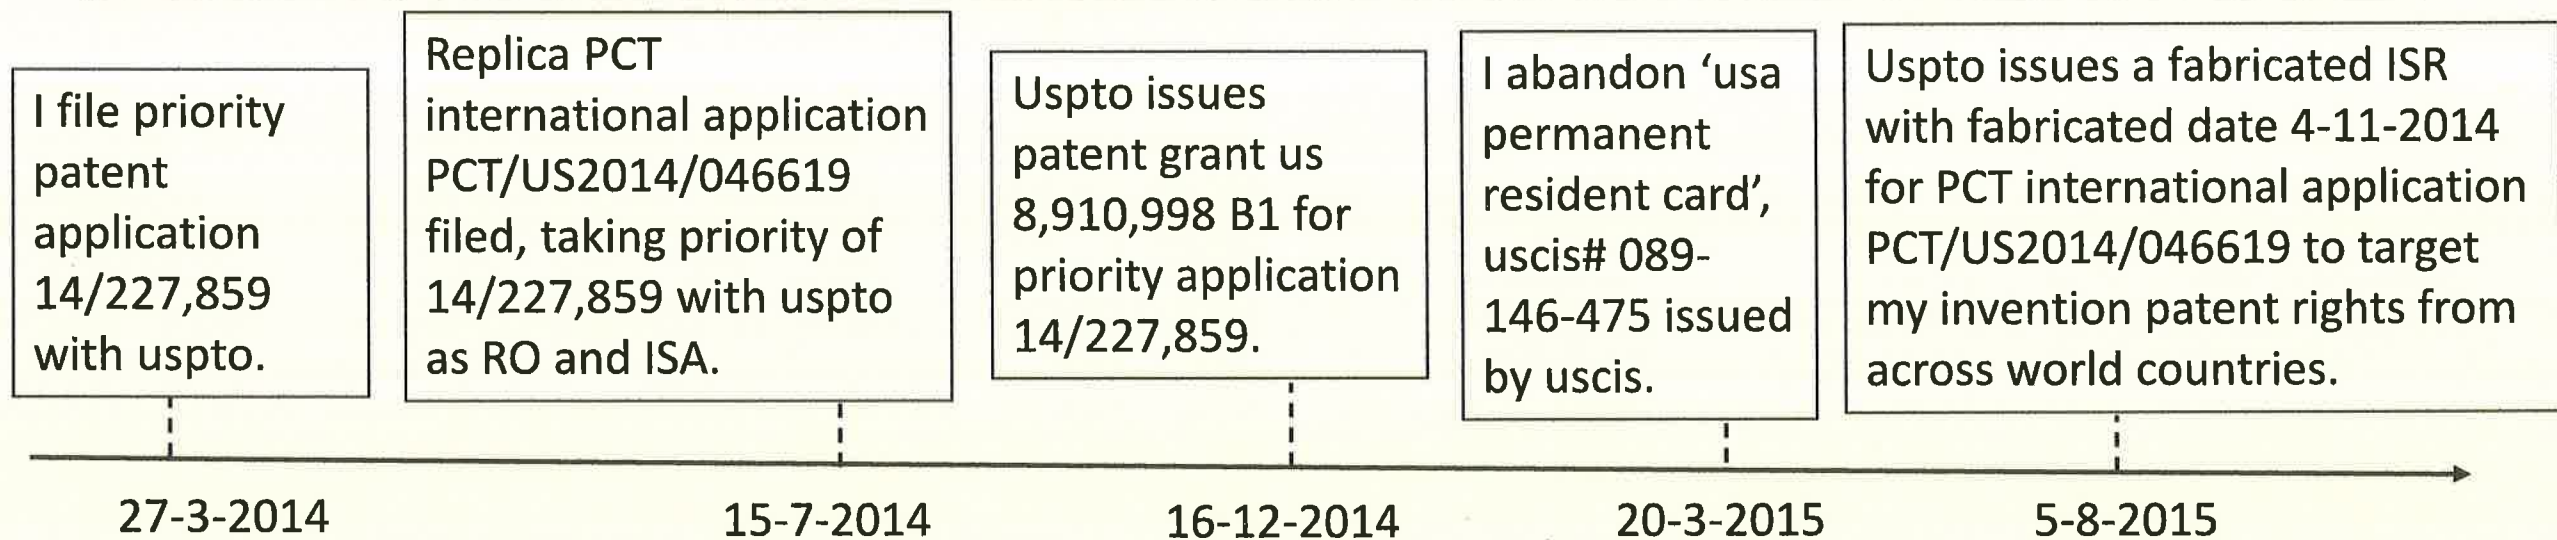 I file priority
patent
application
14/227,859
with uspto.
Replica PCT
international application
PCT/US2014/046619
filed, taking priority of
14/227,859 with uspto
as RO and ISA.
Uspto issues
patent grant us
8,910,998 B1 for
priority application
14/227,859.
I abandon ‘usa
permanent
resident card’,
uscis# 089-
146-475 issued
by uscis.
Uspto issues a fabricated ISR
with fabricated date 4-11-2014
for PCT international application
PCT/US2014/046619 to target
my invention patent rights from
across world countries.
27-3-2014
15-7-2014
16-12-2014
20-3-2015
5-8-2015